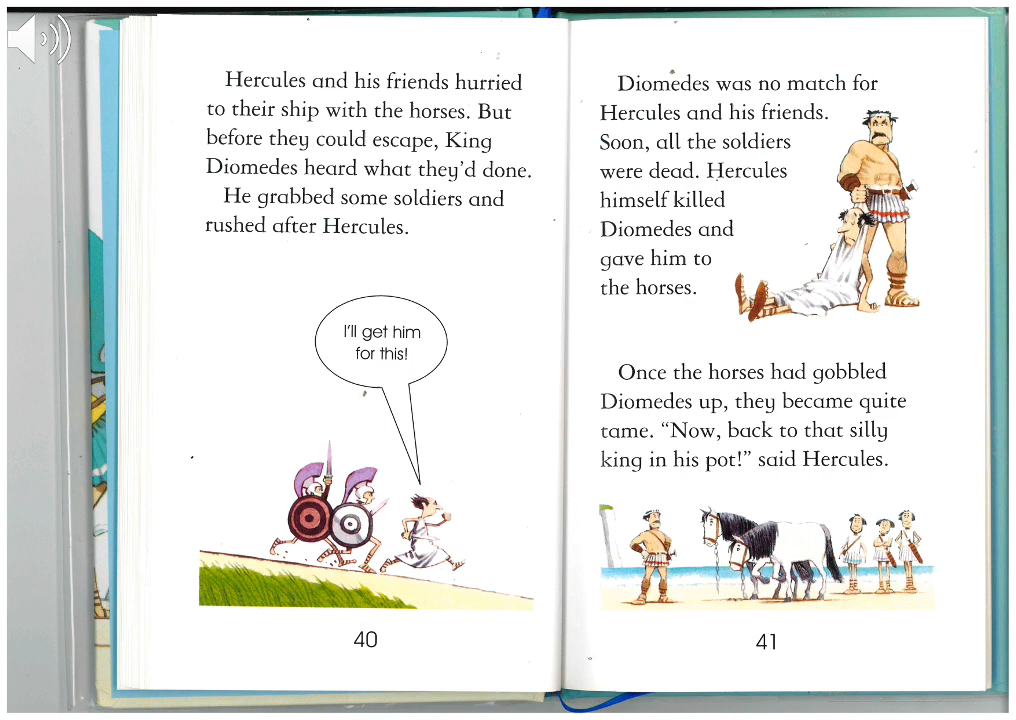 Hercules and his friends hurried
to their ship with the horses. But
before they could escape, King
Diomedes heard what they'd done.
He grabbed some soldiers and
rushed after Hercules.
I'll get him
for this!
40
Diomedes was no match for
Hercules and his friends.
Soon, all the soldiers
were dead. Hercules
himself killed
Diomedes and
gave him to
the horses.
Once the horses had gobbled
Diomedes up, they became quite
tame. “Now, back to that silly
king in his pot!” said Hercules.
41